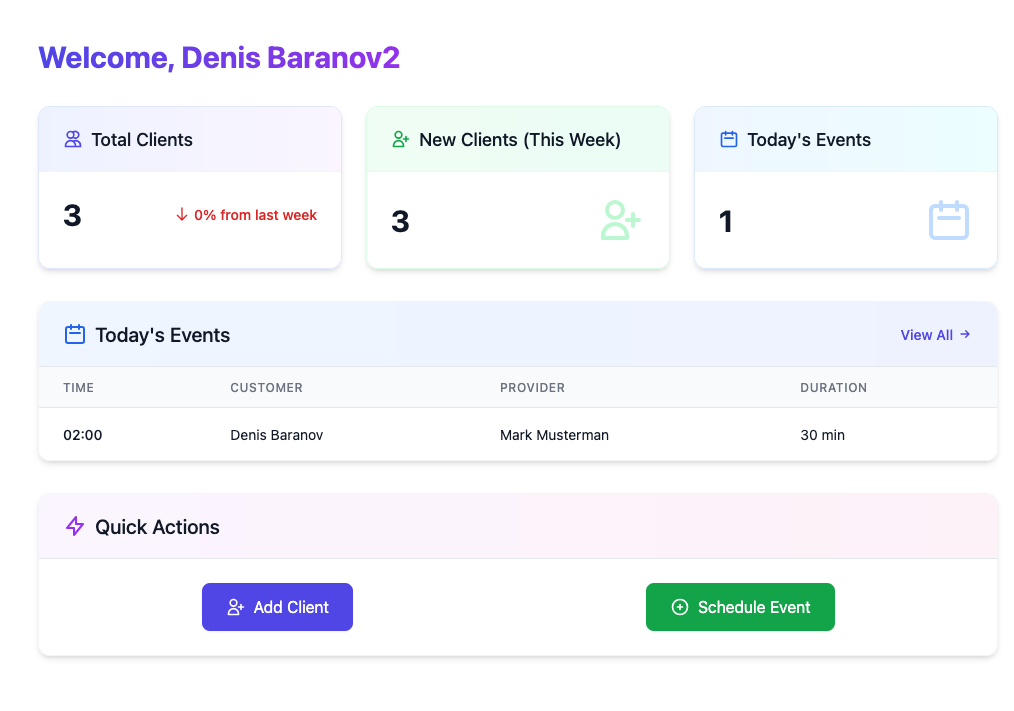 Welcome, Denis Baranov2
Total Clients
3
0% from last week
New Clients (This Week)
3
Today's Events
1
Today's Events
View All
TIME CUSTOMER PROVIDER DURATION
02:00 Denis Baranov Mark Musterman 30 min
Quick Actions
Add Client
Schedule Event